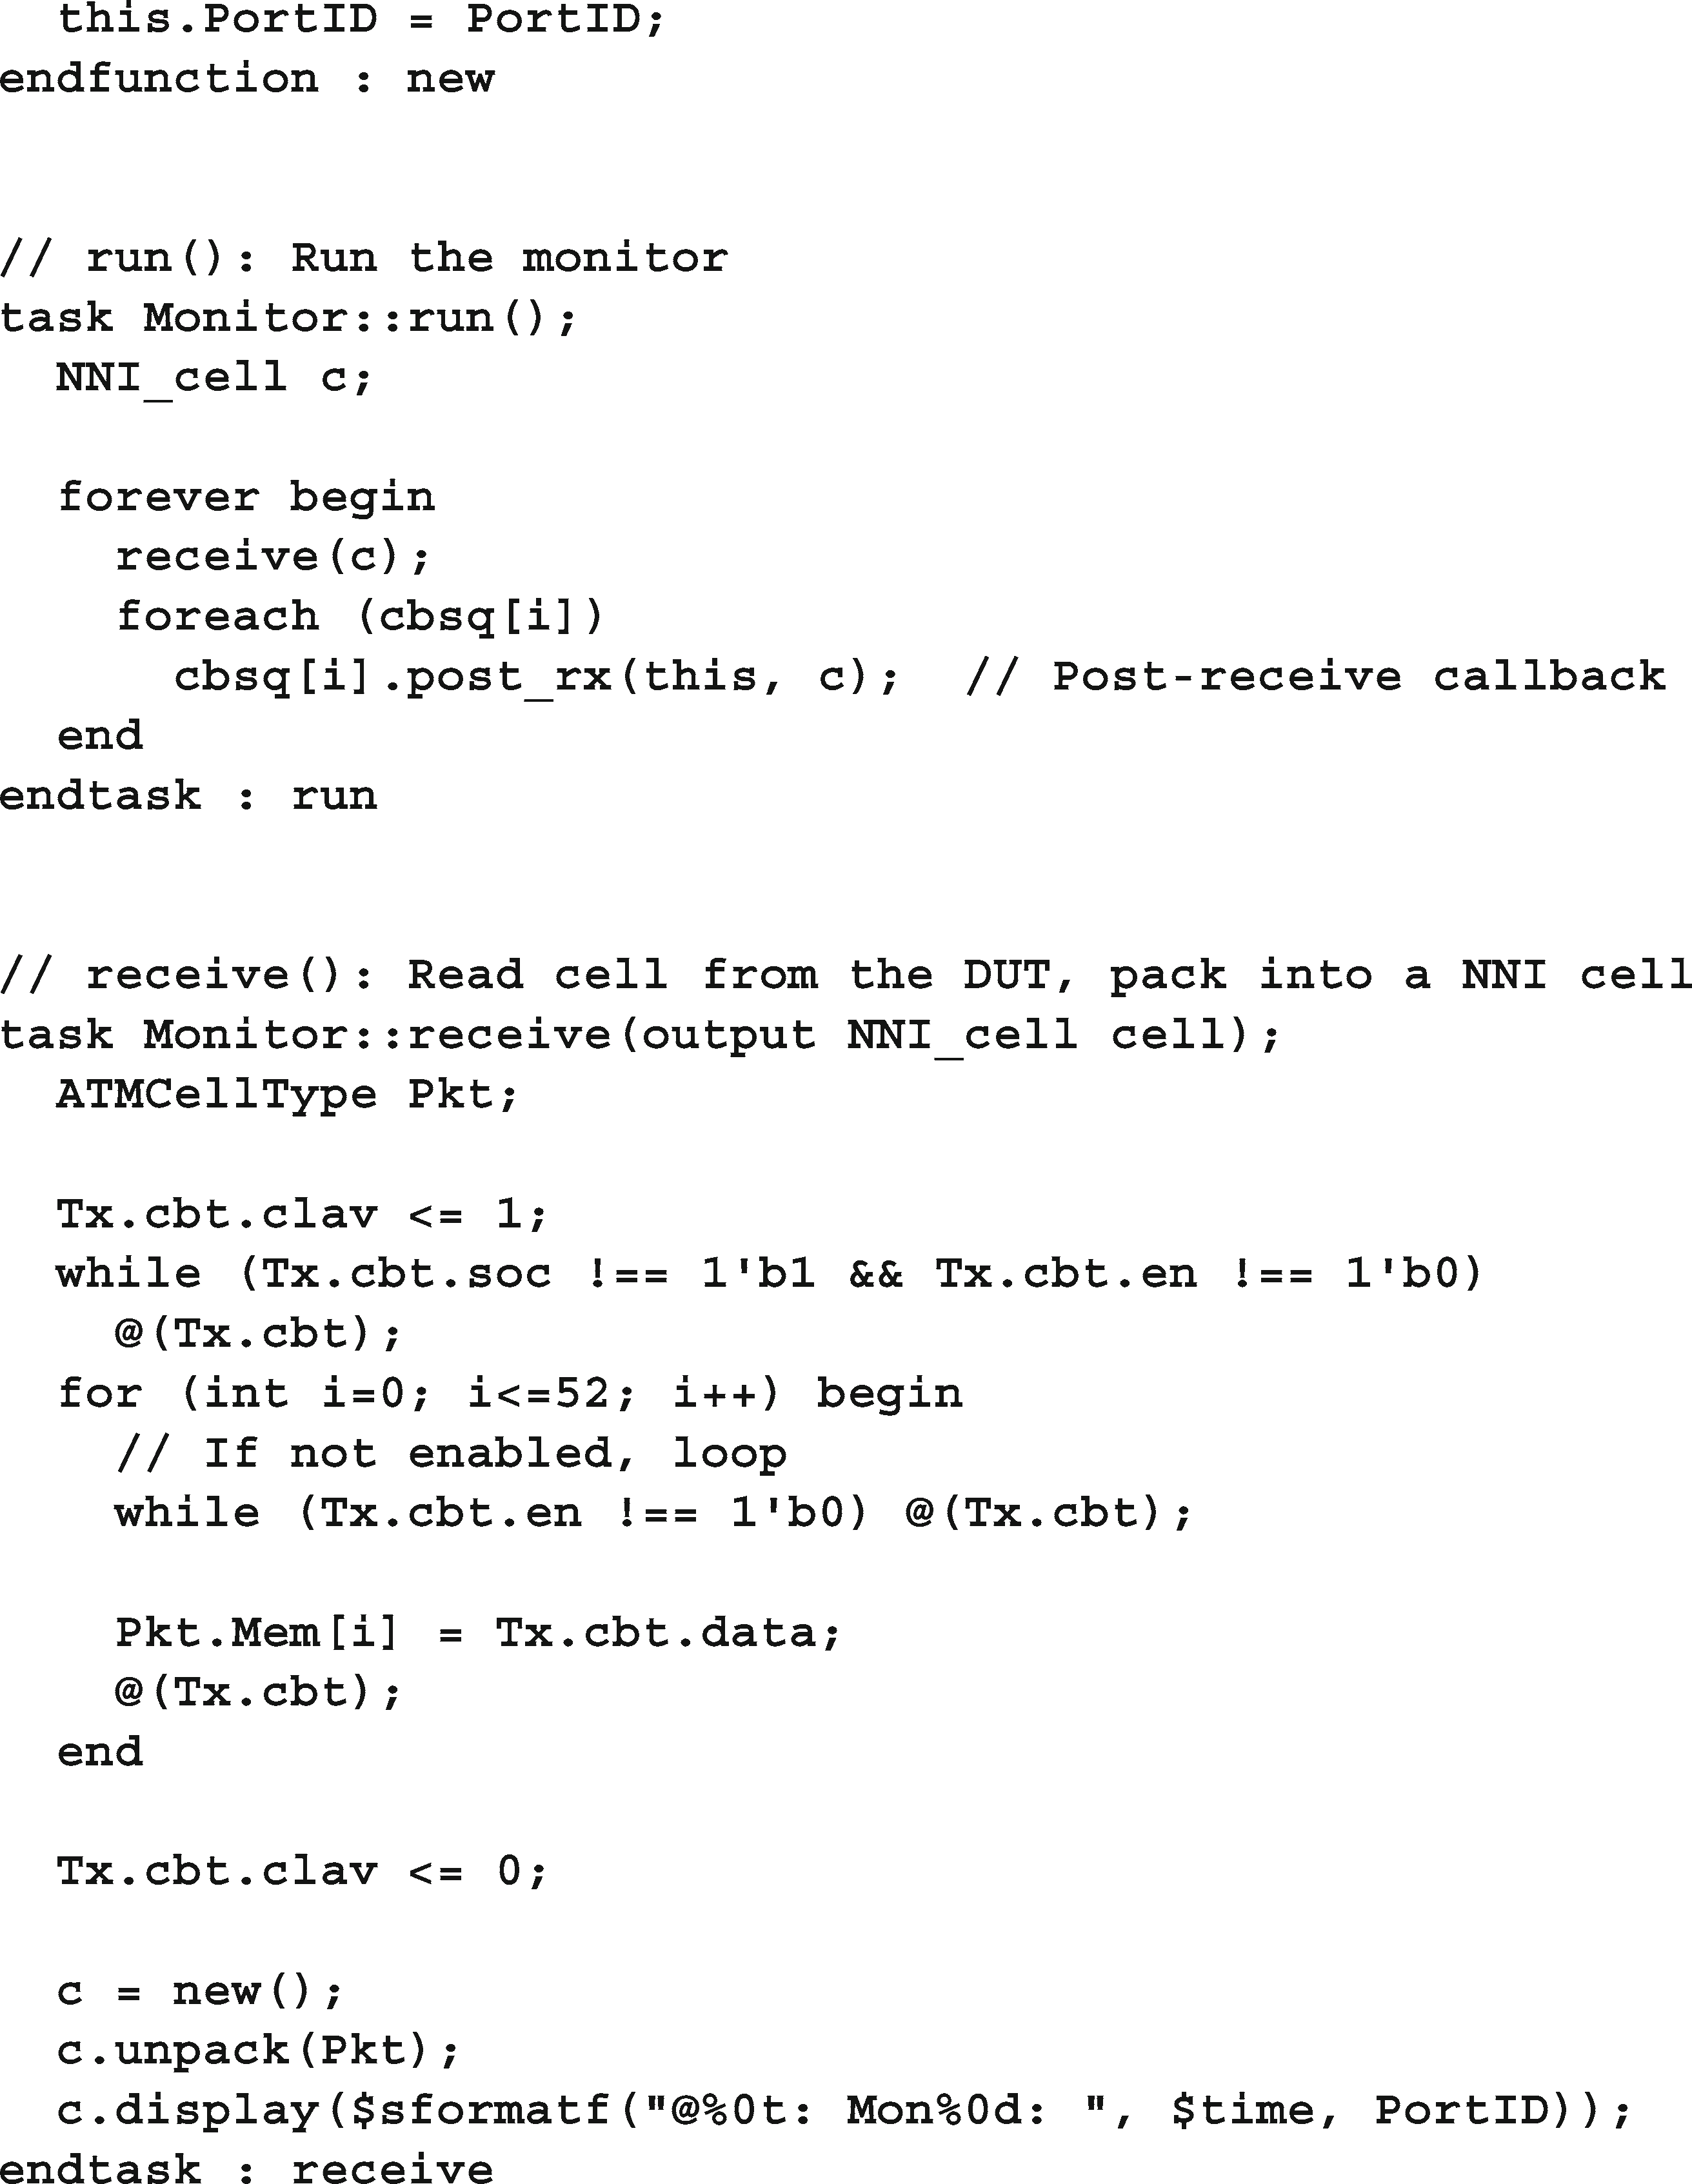 this.PortID = PortID;
endfunction : new
// run(): Run the monitor
task Monitor::run();
NNI_cell c;
forever begin
receive(c);
foreach (cbsq[i])
cbsq[i].post_rx(this, c);  // Post-receive callback
end
endtask : run
// receive(): Read cell from the DUT, pack into a NNI cell
task Monitor::receive(output NNI_cell cell);
ATMCellType Pkt;
Tx.cbt.clav <= 1;
while (Tx.cbt.soc !== 1'b1 && Tx.cbt.en !== 1'b0)
@(Tx.cbt);
for (int i=0; i<=52; i++) begin
// If not enabled, loop
while (Tx.cbt.en !== 1'b0) @(Tx.cbt);
Pkt.Mem[i] = Tx.cbt.data;
@(Tx.cbt);
end
Tx.cbt.clav <= 0;
c = new();
c.unpack(Pkt);
c.display($sformatf("@%0t: Mon%0d: ", $time, PortID));
endtask : receive